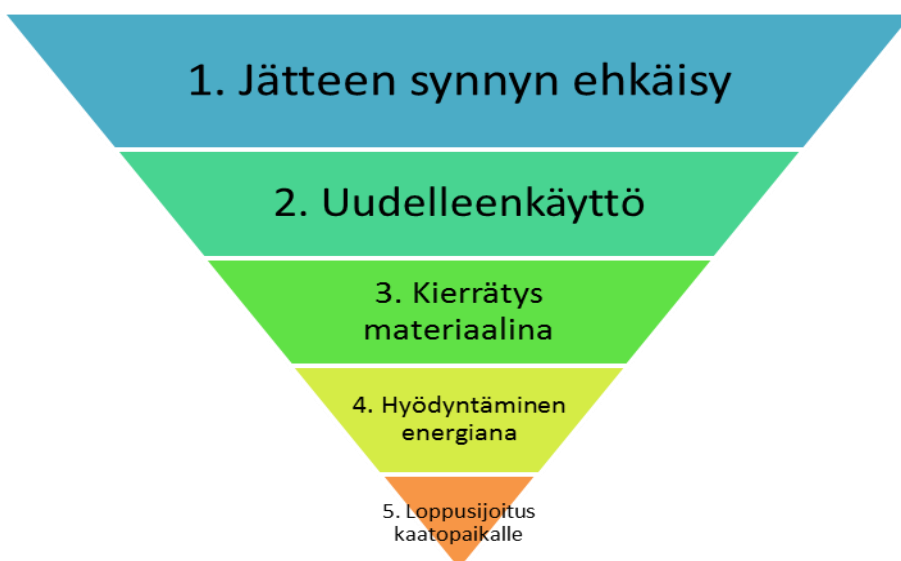 1. Jätteen synnyn ehkäisy
2. Uudelleenkäyttö
3. Kierrätys
materiaalina
4. Hyödyntäminen
energiana
5. Loppusijoitus
kaatopaikalle